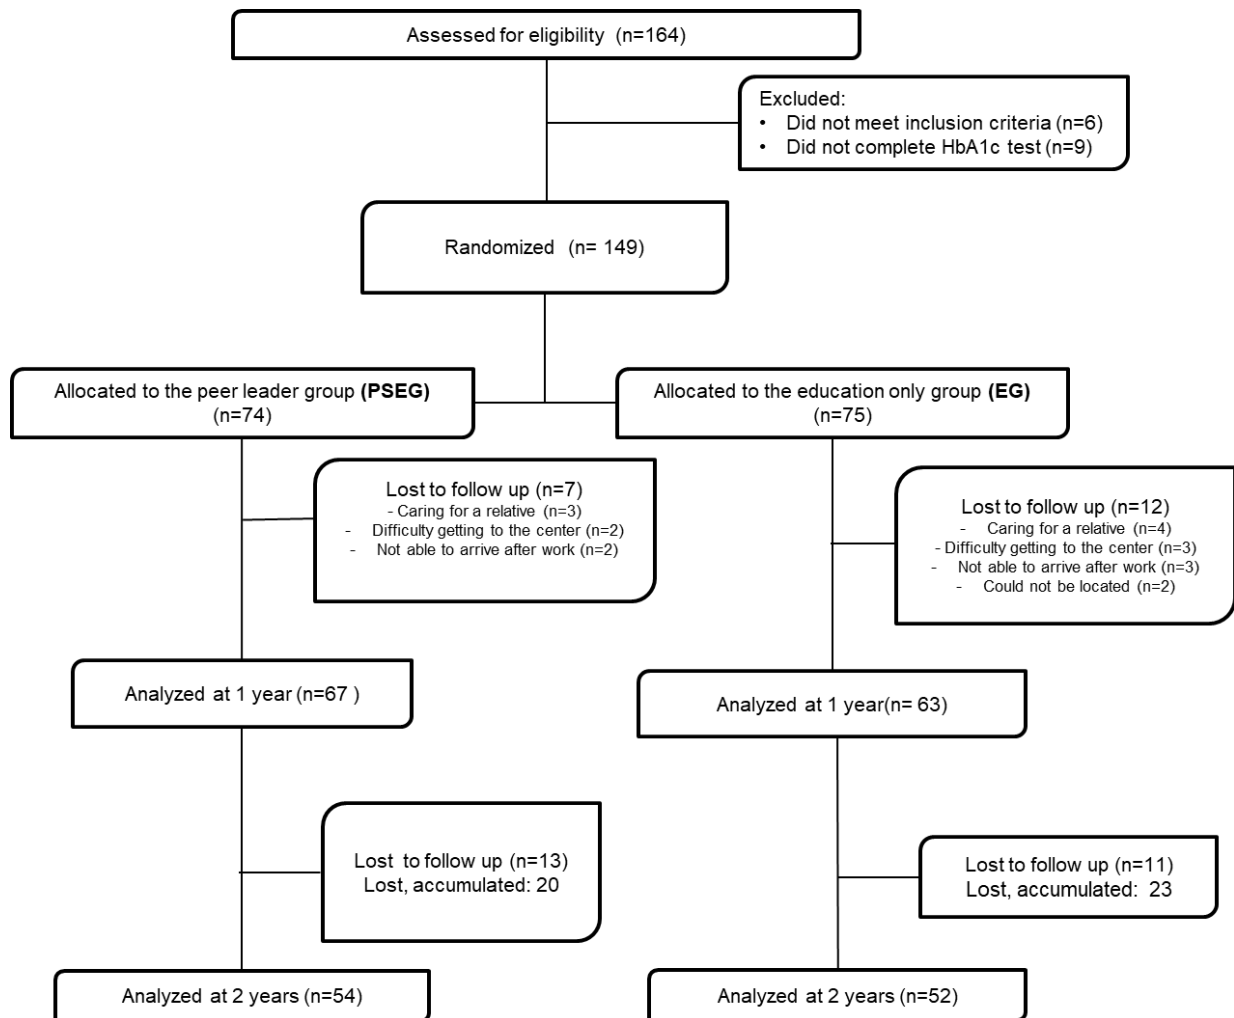 Assessed for eligibility (n=164)
Excluded:
• Did not meet inclusion criteria (n=6)
• Did not complete HbA1c test (n=9)
Randomized (n= 149)
Allocated to the peer leader group (PSEG)
(n=74)
Allocated to the education only group (EG)
(n=75)
Lost to follow up (n=7)
- Caring for a relative (n=3)
- Difficulty getting to the center (n=2)
- Not able to arrive after work (n=2)
Lost to follow up (n=12)
- Caring for a relative (n=4)
- Difficulty getting to the center (n=3)
- Not able to arrive after work (n=3)
- Could not be located (n=2)
Analyzed at 1 year (n=67 )
Analyzed at 1 year(n= 63)
Lost to follow up (n=13)
Lost, accumulated: 20
Lost to follow up (n=11)
Lost, accumulated: 23
Analyzed at 2 years (n=54)
Analyzed at 2 years (n=52)